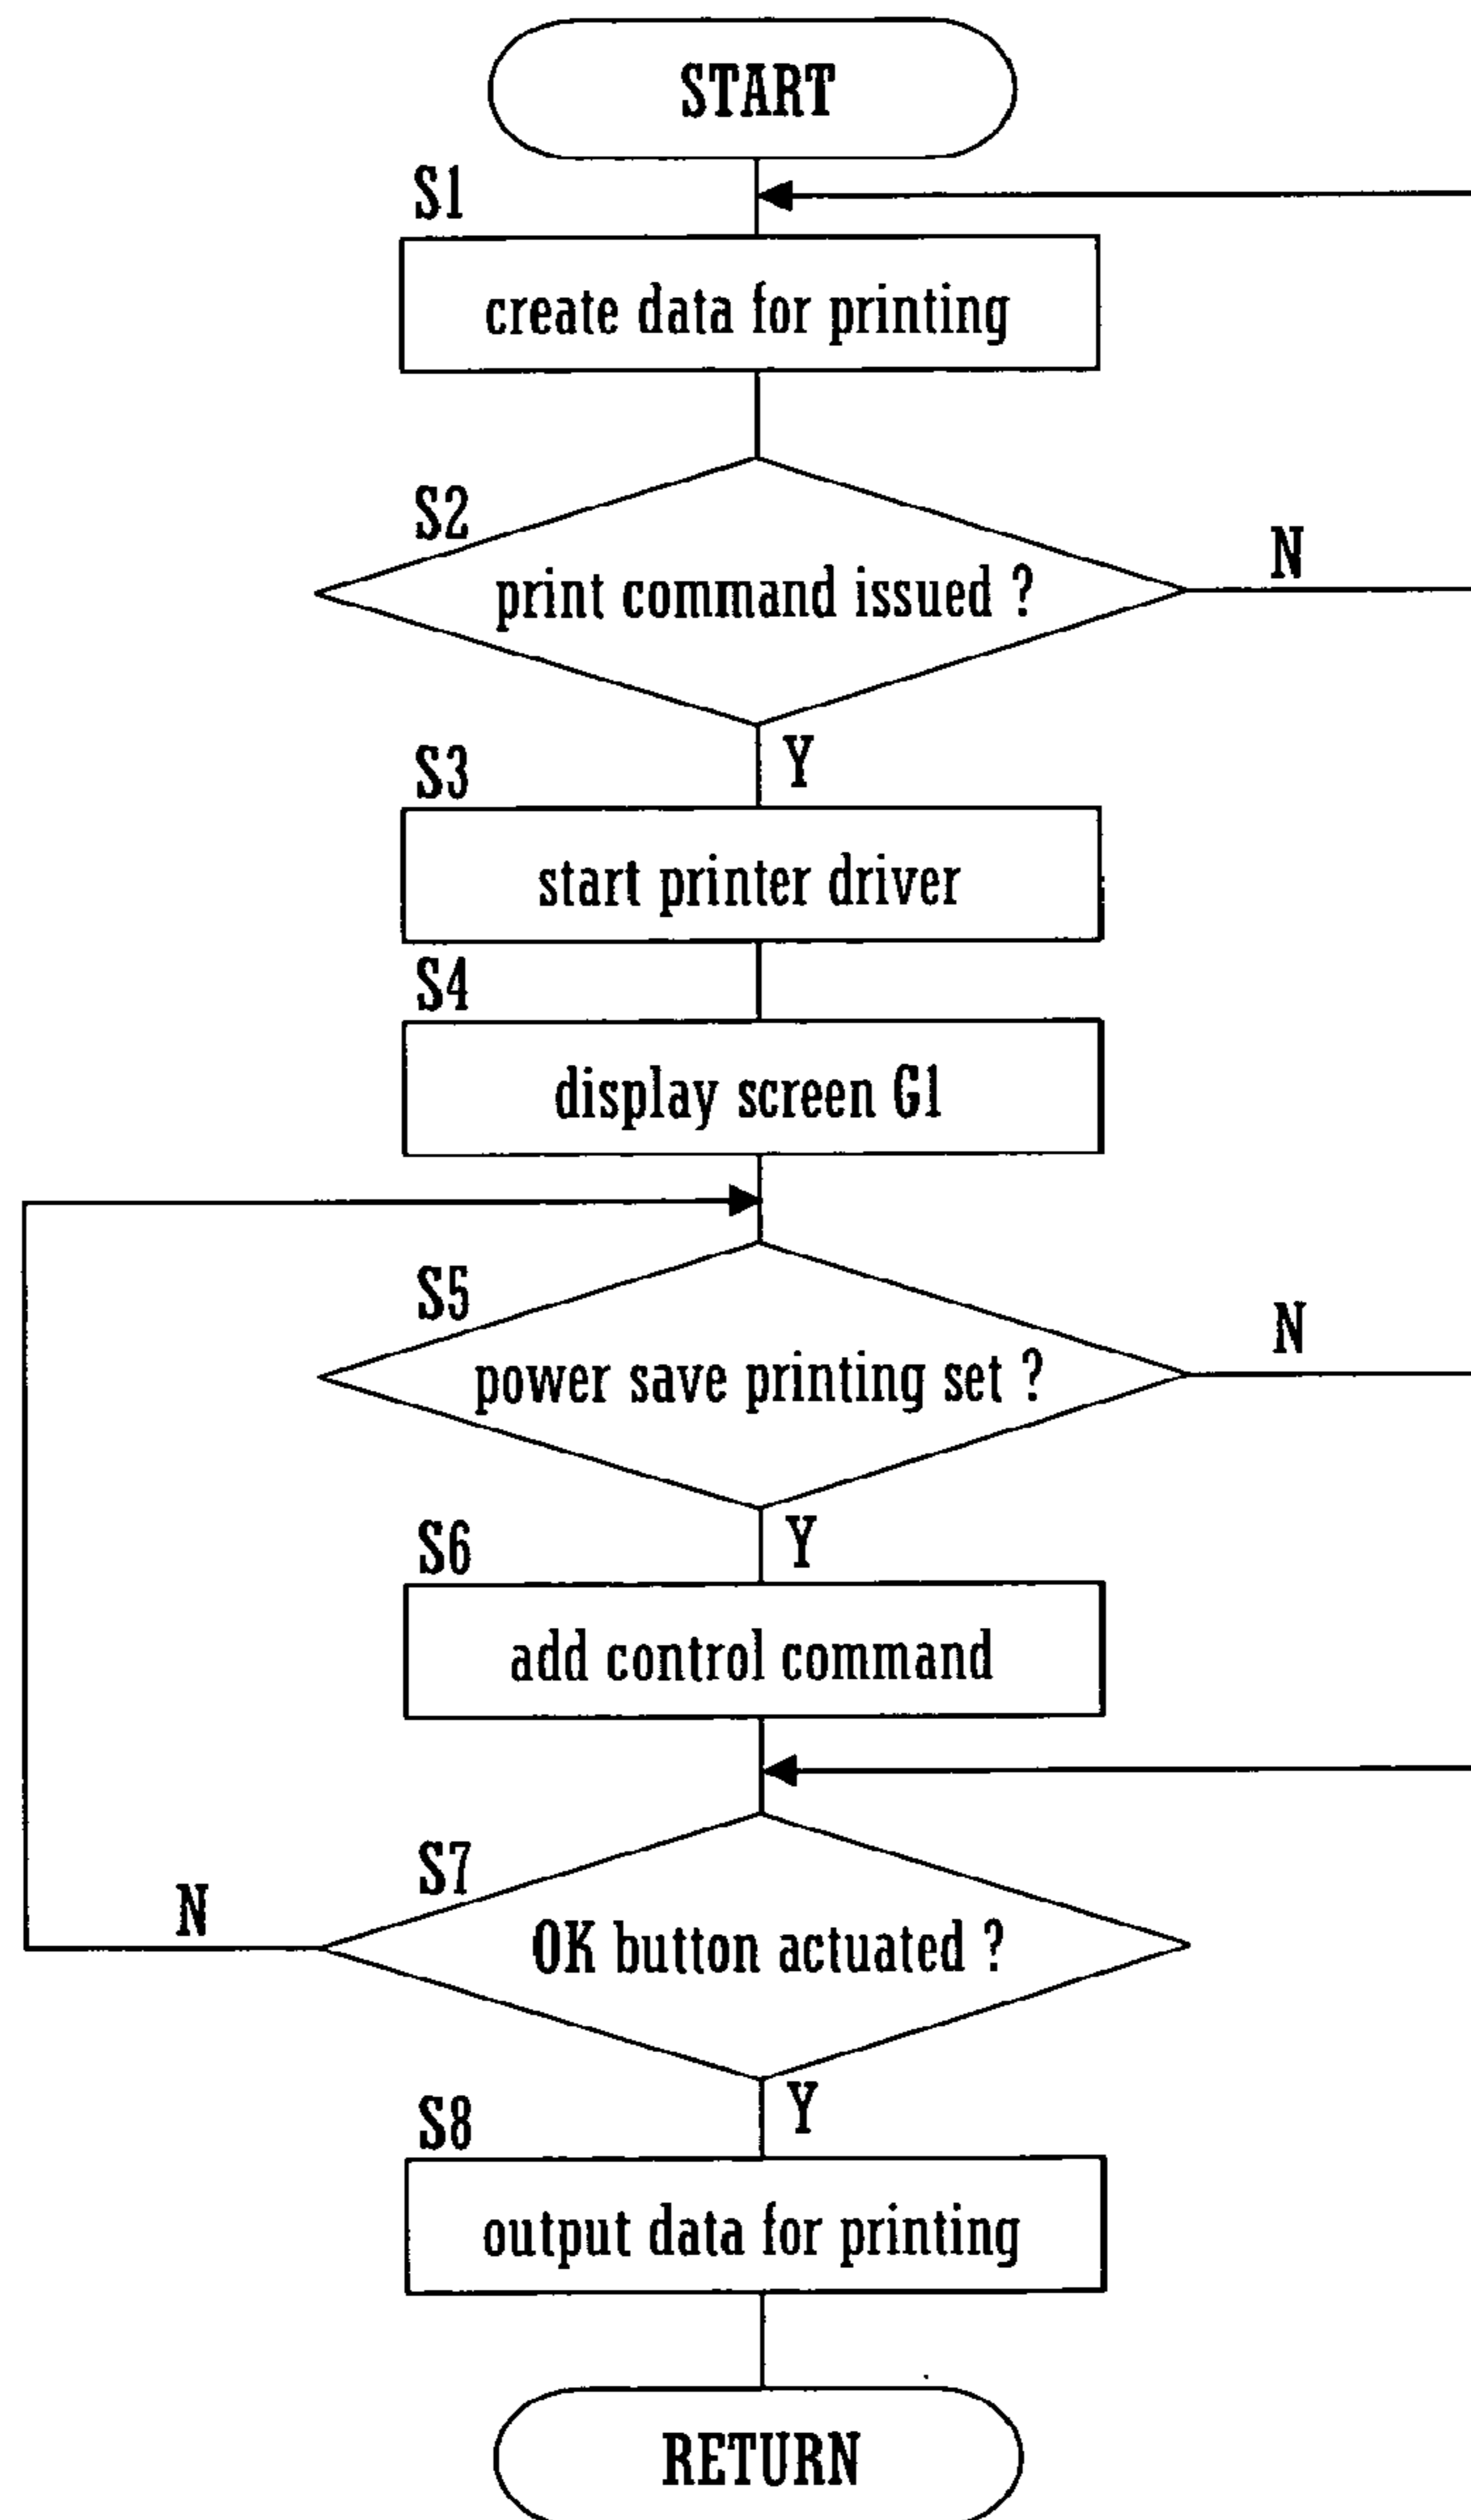 START
S1
create data for printing
S2
print command issued ?
N
Y
S3
start printer driver
S4
display screen G1
S5
power save printing set ?
N
Y
S6
add control command
S7
OK button actuated ?
N
Y
S8
output data for printing
RETURN